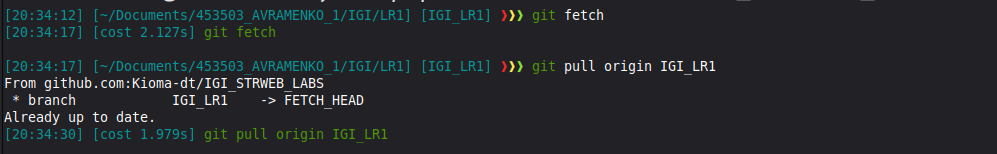 [20:34:12] [~/Documents/453503_AVRAMENKO_1/IGI/LR1] [IGI_LR1] ❯❯❯ git fetch
[20:34:17] [cost 2.127s] git fetch
[20:34:17] [~/Documents/453503_AVRAMENKO_1/IGI/LR1] [IGI_LR1] ❯❯❯ git pull origin IGI_LR1
From github.com:Kioma-dt/IGI_STRWEB_LABS
 * branch            IGI_LR1    -> FETCH_HEAD
Already up to date.
[20:34:30] [cost 1.979s] git pull origin IGI_LR1